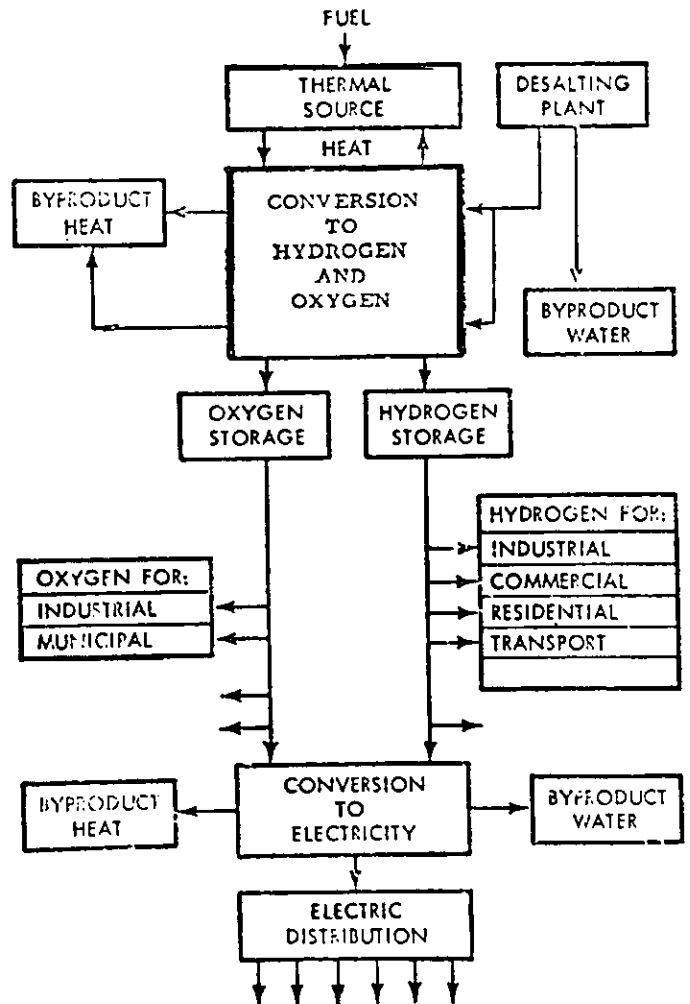 FUEL
THERMAL
SOURCE
DESALTING
PLANT
HEAT
BYPRODUCT
HEAT
CONVERSION
TO
HYDROGEN
AND
OXYGEN
BYPRODUCT
WATER
OXYGEN
STORAGE
HYDROGEN
STORAGE
HYDROGEN FOR:
INDUSTRIAL
COMMERCIAL
RESIDENTIAL
TRANSPORT
OXYGEN FOR:
INDUSTRIAL
MUNICIPAL
BYPRODUCT
HEAT
CONVERSION
TO
ELECTRICITY
BYPRODUCT
WATER
ELECTRIC
DISTRIBUTION